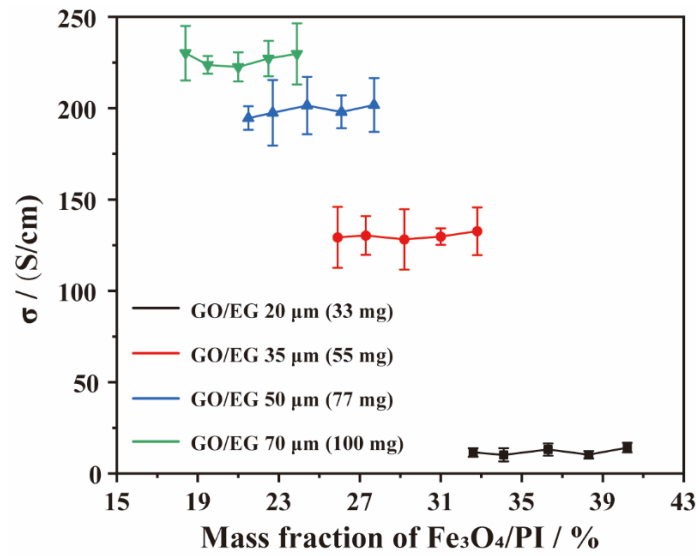 250
200
150
100
50
0
σ / (S/cm)
GO/EG 20 μm (33 mg)
GO/EG 35 μm (55 mg)
GO/EG 50 μm (77 mg)
GO/EG 70 μm (100 mg)
15 19 23 27 31 35 39 43
Mass fraction of Fe₃O₄/PI / %